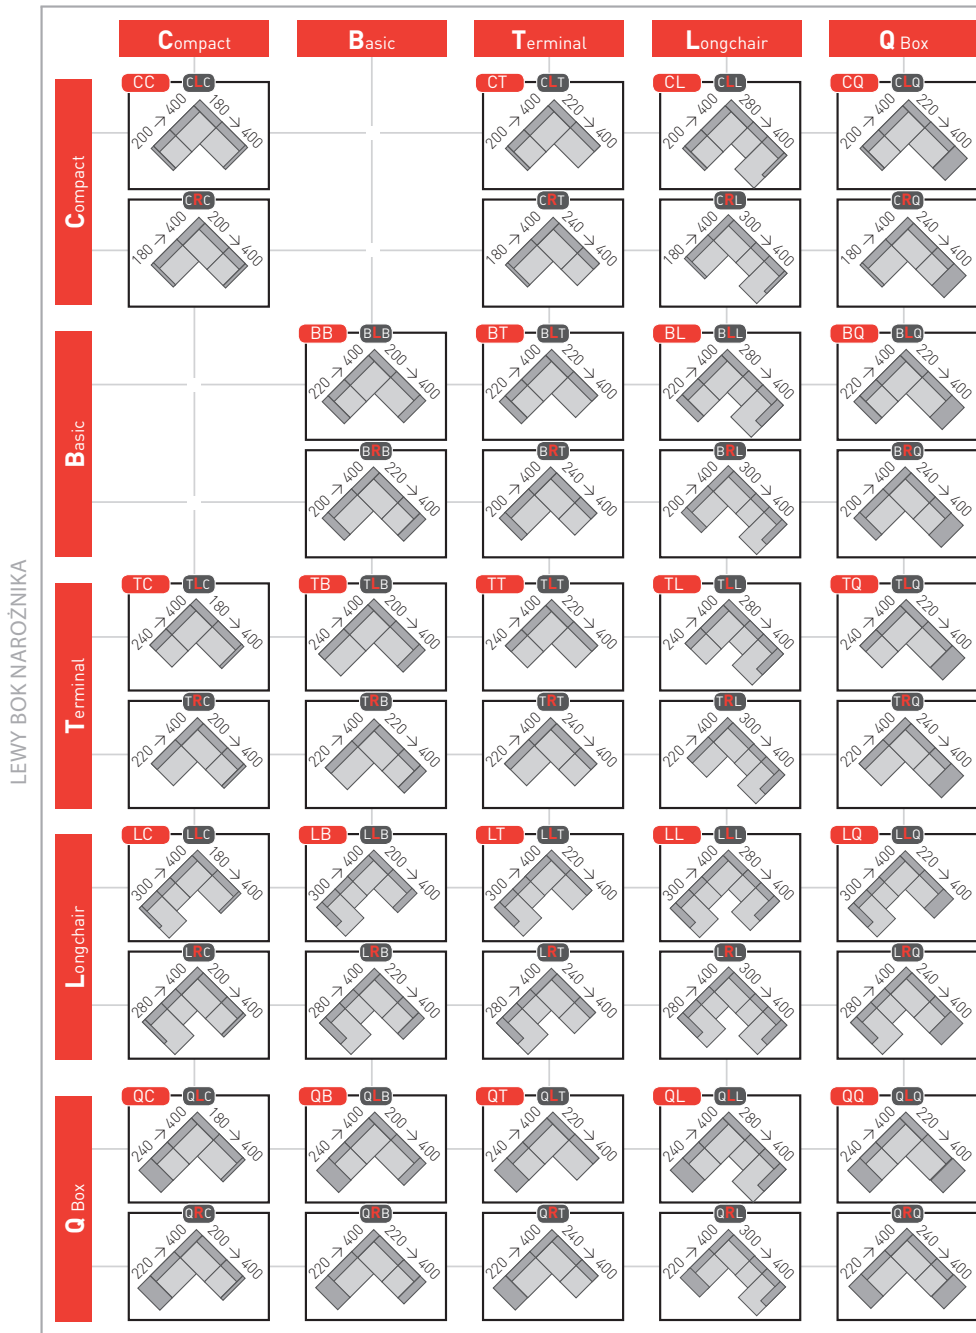 Compact Basic Terminal Longchair Q Box
LEWY BOK NAROŻNIKA
Compact
CC CLC 200 → 400 180 → 400
CT CLT 200 → 400 220 → 400
CL CLL 200 → 400 280 → 400
CQ CLQ 200 → 400 220 → 400
CRC 180 → 400 200 → 400
CRT 180 → 400 240 → 400
CRL 180 → 400 300 → 400
CRQ 180 → 400 240 → 400
Basic
BB BLB 220 → 400 200 → 400
BT BLT 220 → 400 220 → 400
BL BLL 220 → 400 280 → 400
BQ BLQ 220 → 400 220 → 400
BRB 200 → 400 220 → 400
BRT 200 → 400 240 → 400
BRL 200 → 400 300 → 400
BRQ 200 → 400 240 → 400
Terminal
TC TLC 240 → 400 180 → 400
TB TLB 240 → 400 200 → 400
TT TLT 240 → 400 220 → 400
TL TLL 240 → 400 280 → 400
TQ TLQ 240 → 400 220 → 400
TRC 220 → 400 200 → 400
TRB 220 → 400 220 → 400
TRT 220 → 400 240 → 400
TRL 220 → 400 300 → 400
TRQ 220 → 400 240 → 400
Longchair
LC LLC 300 → 400 180 → 400
LB LLB 300 → 400 200 → 400
LT LLT 300 → 400 220 → 400
LL LLL 300 → 400 280 → 400
LQ LLQ 300 → 400 220 → 400
LRC 280 → 400 200 → 400
LRB 280 → 400 220 → 400
LRT 280 → 400 240 → 400
LRL 280 → 400 300 → 400
LRQ 280 → 400 240 → 400
Q Box
QC QLC 240 → 400 180 → 400
QB QLB 240 → 400 200 → 400
QT QLT 240 → 400 220 → 400
QL QLL 240 → 400 280 → 400
QQ QLQ 240 → 400 220 → 400
QRC 220 → 400 200 → 400
QRB 220 → 400 220 → 400
QRT 220 → 400 240 → 400
QRL 220 → 400 300 → 400
QRQ 220 → 400 240 → 400